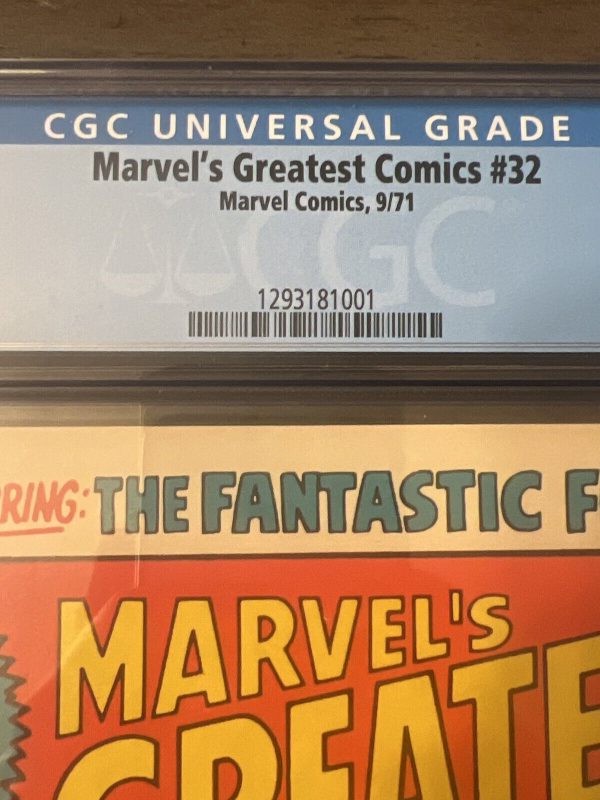 CGC UNIVERSAL GRADE
Marvel's Greatest Comics #32
Marvel Comics, 9/71
CGC
1293181001
RING: THE FANTASTIC F
MARVEL'S
GREATE